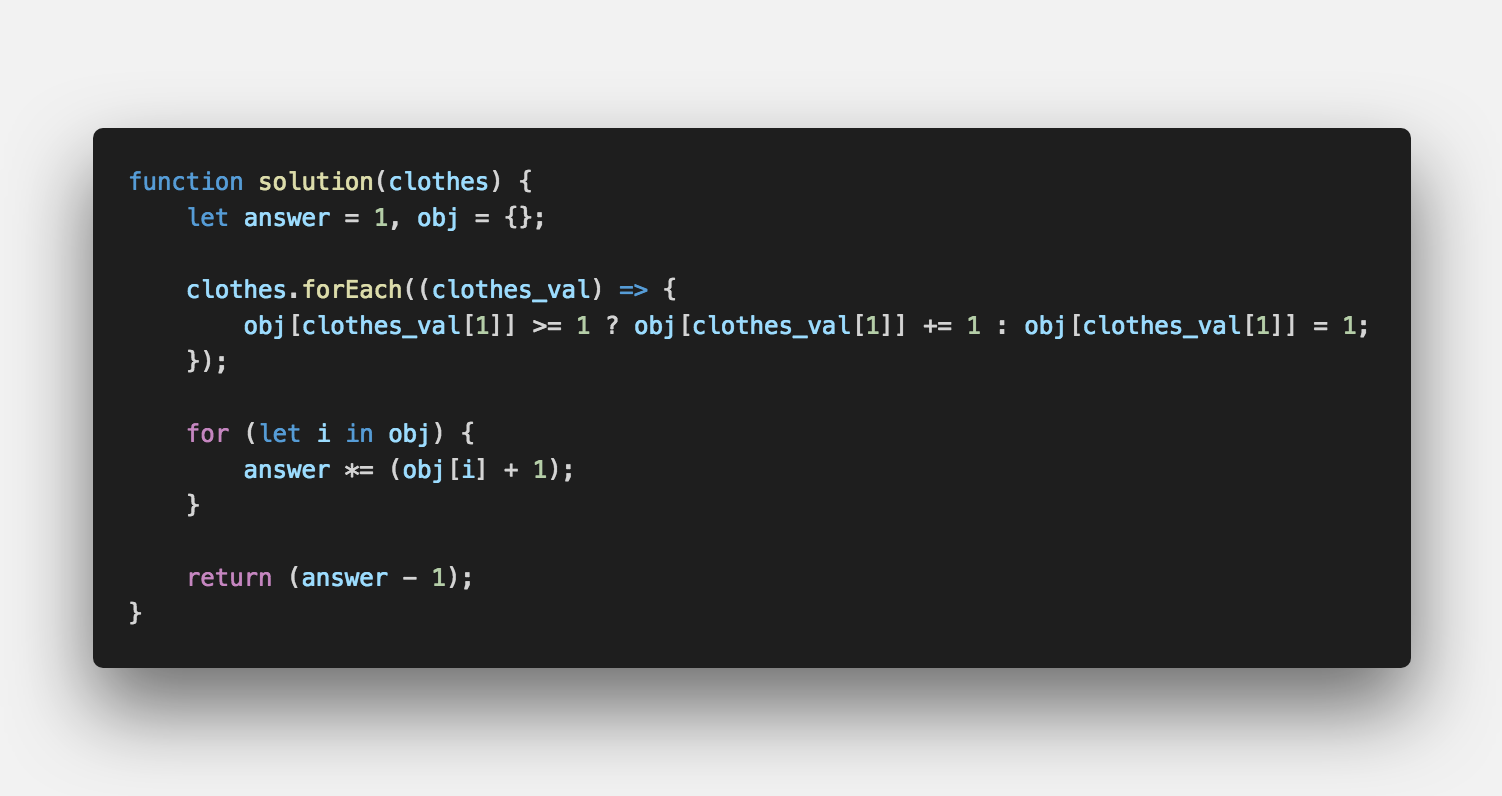 function solution(clothes) {
    let answer = 1, obj = {};

    clothes.forEach((clothes_val) => {
        obj[clothes_val[1]] >= 1 ? obj[clothes_val[1]] += 1 : obj[clothes_val[1]] = 1;
    });

    for (let i in obj) {
        answer *= (obj[i] + 1);
    }

    return (answer - 1);
}